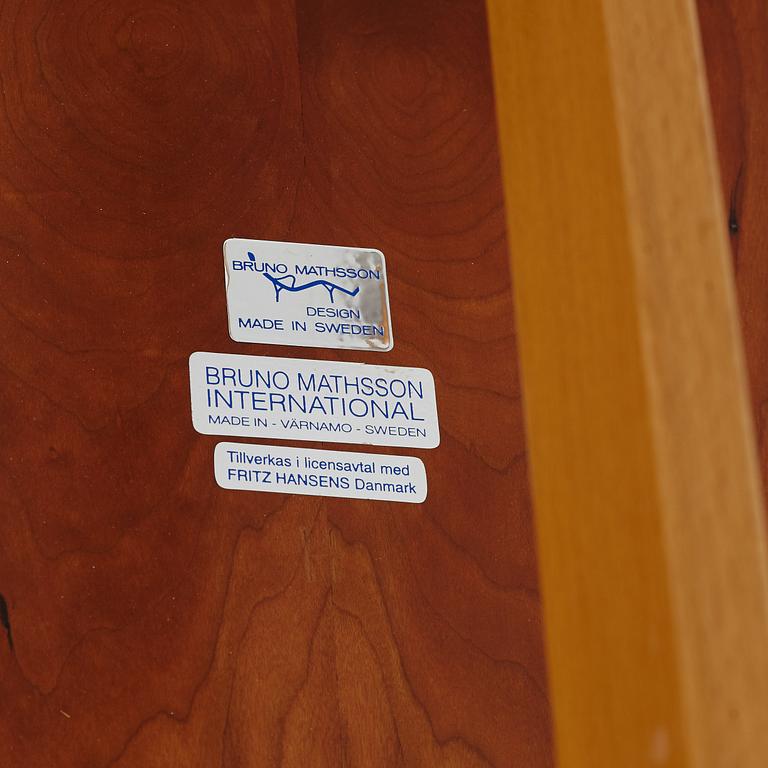 BRUNO MATHSSON
DESIGN
MADE IN SWEDEN
BRUNO MATHSSON
INTERNATIONAL
MADE IN - VÄRNAMO - SWEDEN
Tillverkas i licensavtal med
FRITZ HANSENS Danmark